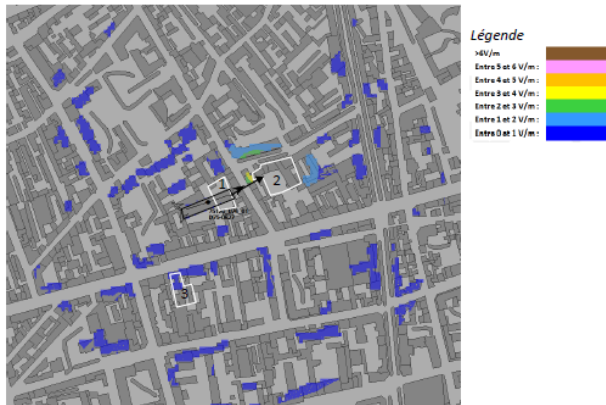 Légende
>6V/m
Entre 5 et 6 V/m :
Entre 4 et 5 V/m :
Entre 3 et 4 V/m :
Entre 2 et 3 V/m :
Entre 1 et 2 V/m :
Entre 0 et 1 V/m :
1
2
3